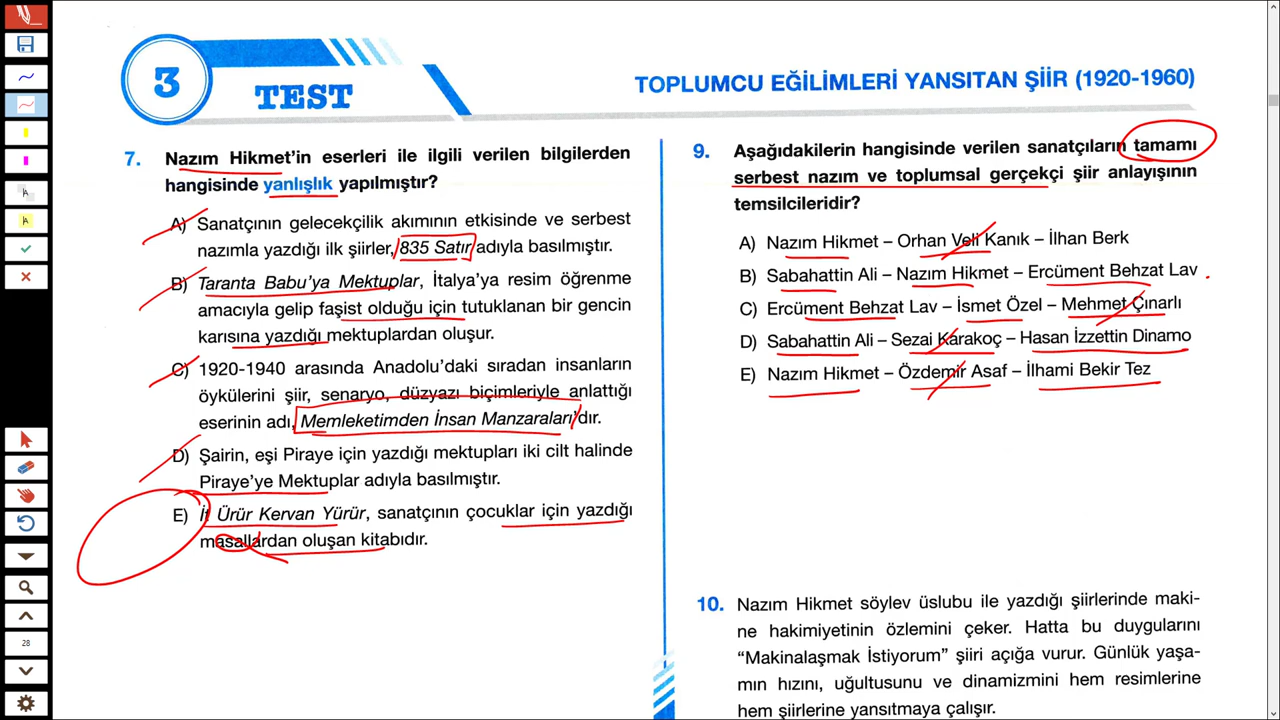 3
TEST
TOPLUMCU EĞİLİMLERİ YANSITAN ŞİİR (1920-1960)
7. Nazım Hikmet'in eserleri ile ilgili verilen bilgilerden
hangisinde yanlışlık yapılmıştır?
A) Sanatçının gelecekçilik akımının etkisinde ve serbest
nazımla yazdığı ilk şiirler, 835 Satır adıyla basılmıştır.
B) Taranta Babu'ya Mektuplar, İtalya'ya resim öğrenme
amacıyla gelip faşist olduğu için tutuklanan bir gencin
karısına yazdığı mektuplardan oluşur.
C) 1920-1940 arasında Anadolu'daki sıradan insanların
öykülerini şiir, senaryo, düzyazı biçimleriyle anlattığı
eserinin adı, Memleketimden İnsan Manzaraları'dır.
D) Şairin, eşi Piraye için yazdığı mektupları iki cilt halinde
Piraye'ye Mektuplar adıyla basılmıştır.
E) İt Ürür Kervan Yürür, sanatçının çocuklar için yazdığı
masallardan oluşan kitabıdır.
9. Aşağıdakilerin hangisinde verilen sanatçıların tamamı
serbest nazım ve toplumsal gerçekçi şiir anlayışının
temsilcileridir?
A) Nazım Hikmet – Orhan Veli Kanık – İlhan Berk
B) Sabahattin Ali – Nazım Hikmet – Ercüment Behzat Lav
C) Ercüment Behzat Lav – İsmet Özel – Mehmet Çınarlı
D) Sabahattin Ali – Sezai Karakoç – Hasan İzzettin Dinamo
E) Nazım Hikmet – Özdemir Asaf – İlhami Bekir Tez
10. Nazım Hikmet söylev üslubu ile yazdığı şiirlerinde maki-
ne hakimiyetinin özlemini çeker. Hatta bu duygularını
"Makinalaşmak İstiyorum" şiiri açığa vurur. Günlük yaşa-
mın hızını, uğultusunu ve dinamizmini hem resimlerine
hem şiirlerine yansıtmaya çalışır.
28